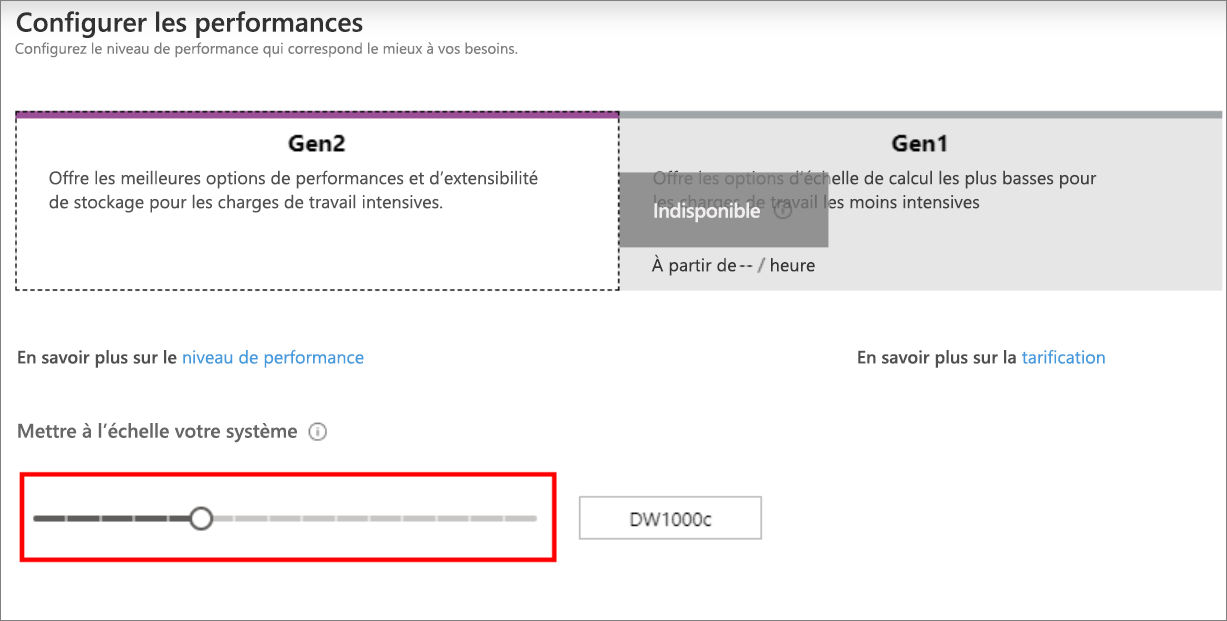 Configurer les performances
Configurez le niveau de performance qui correspond le mieux à vos besoins.
Gen2
Offre les meilleures options de performances et d’extensibilité
de stockage pour les charges de travail intensives.
Gen1
Offre les options d’échelle de calcul les plus basses pour
les charges de travail les moins intensives
Indisponible
À partir de-- / heure
En savoir plus sur le niveau de performance
En savoir plus sur la tarification
Mettre à l’échelle votre système
DW1000c